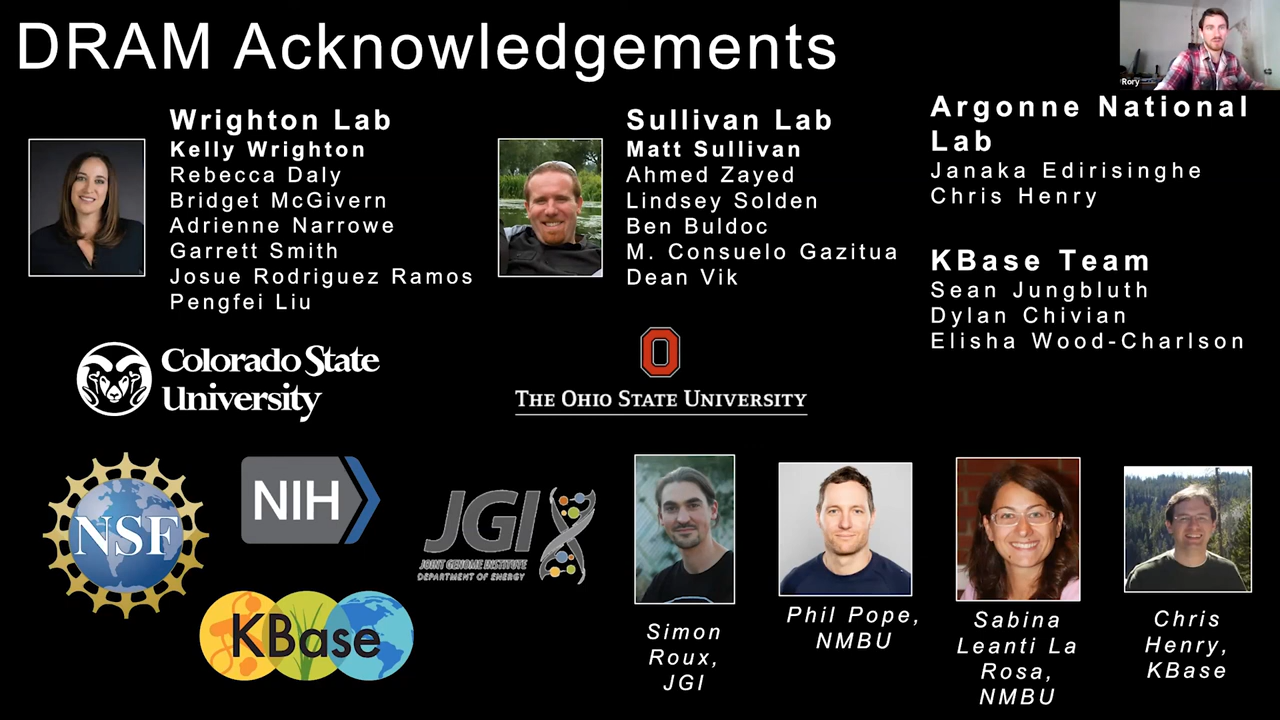 DRAM Acknowledgements
Rory
Wrighton Lab
Kelly Wrighton
Rebecca Daly
Bridget McGivern
Adrienne Narrowe
Garrett Smith
Josue Rodriguez Ramos
Pengfei Liu
Sullivan Lab
Matt Sullivan
Ahmed Zayed
Lindsey Solden
Ben Buldoc
M. Consuelo Gazitua
Dean Vik
Argonne National
Lab
Janaka Edirisinghe
Chris Henry
KBase Team
Sean Jungbluth
Dylan Chivian
Elisha Wood-Charlson
Colorado State
University
O
THE OHIO STATE UNIVERSITY
NSF
NIH
JGI
JOINT GENOME INSTITUTE
DEPARTMENT OF ENERGY
KBase
Simon
Roux,
JGI
Phil Pope,
NMBU
Sabina
Leanti La
Rosa,
NMBU
Chris
Henry,
KBase